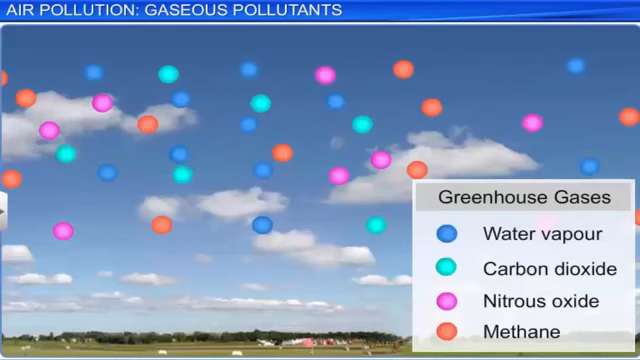 AIR POLLUTION: GASEOUS POLLUTANTS
Greenhouse Gases
Water vapour
Carbon dioxide
Nitrous oxide
Methane